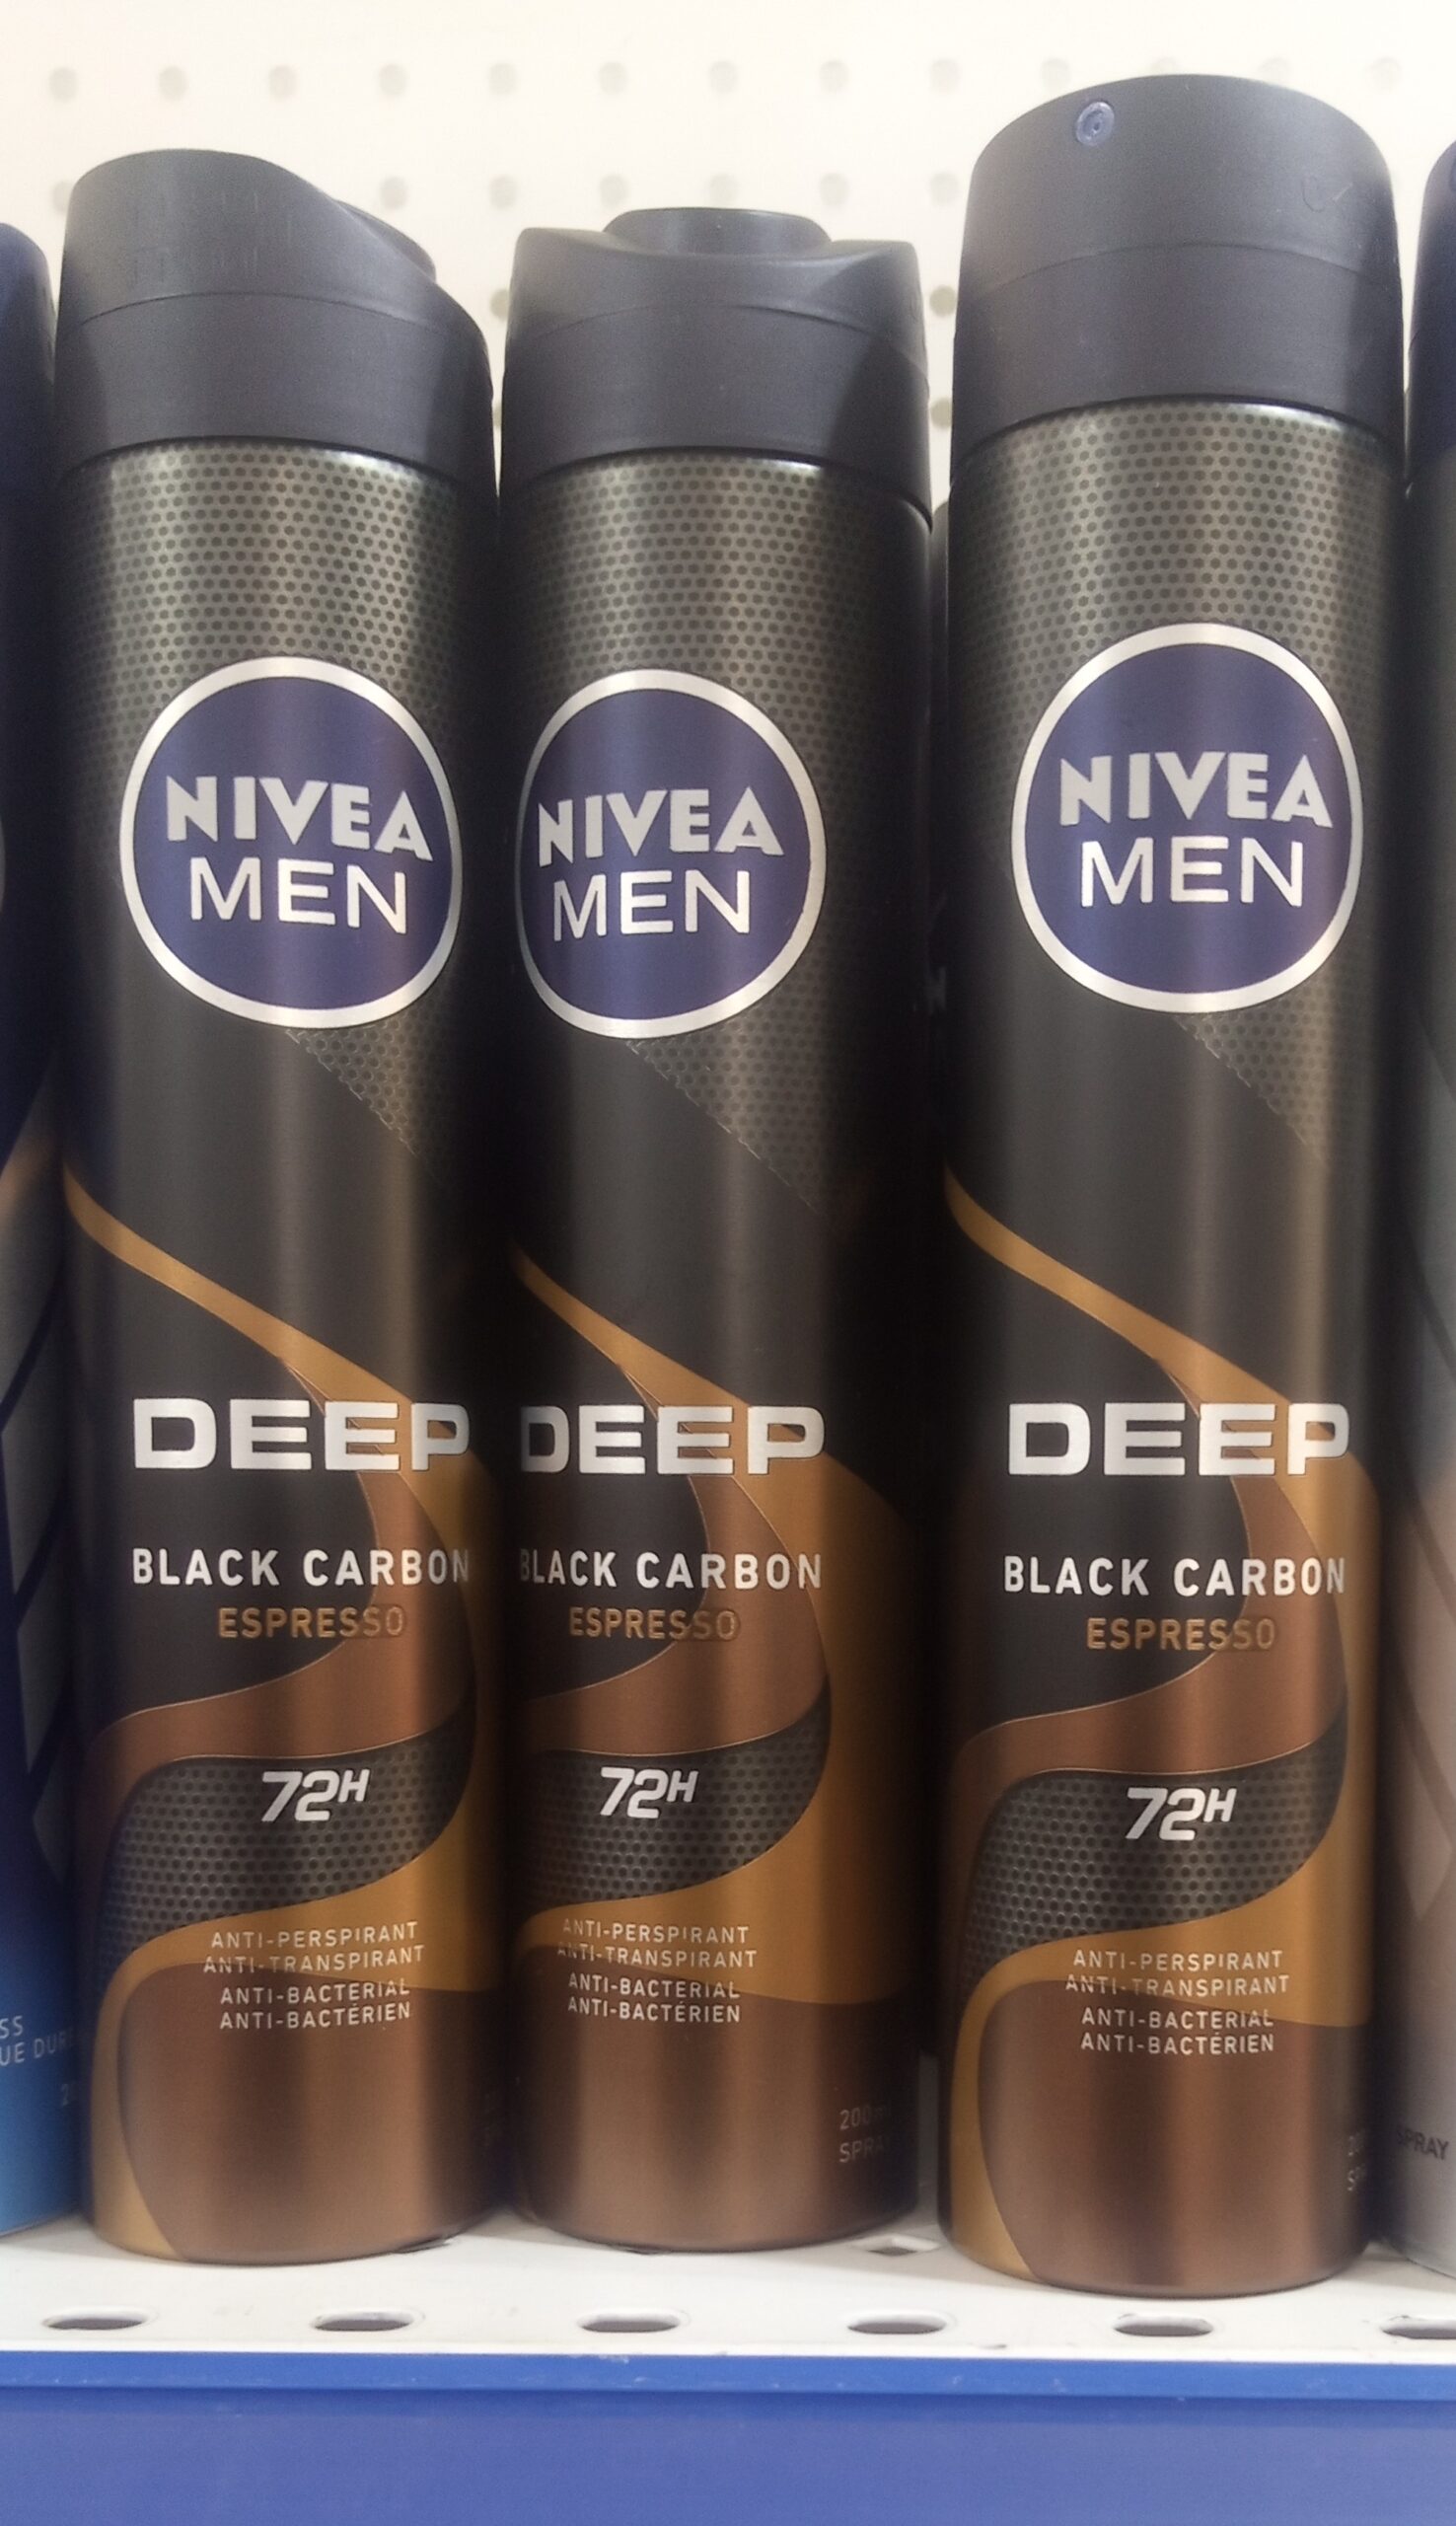 NIVEA
MEN
DEEP
BLACK CARBON
ESPRESSO
72H
ANTI-PERSPIRANT
ANTI-TRANSPIRANT
ANTI-BACTERIAL
ANTI-BACTÉRIEN
NIVEA
MEN
DEEP
BLACK CARBON
ESPRESSO
72H
ANTI-PERSPIRANT
ANTI-TRANSPIRANT
ANTI-BACTERIAL
ANTI-BACTÉRIEN
200ml
SPRAY
NIVEA
MEN
DEEP
BLACK CARBON
ESPRESSO
72H
ANTI-PERSPIRANT
ANTI-TRANSPIRANT
ANTI-BACTERIAL
ANTI-BACTÉRIEN
SPRAY